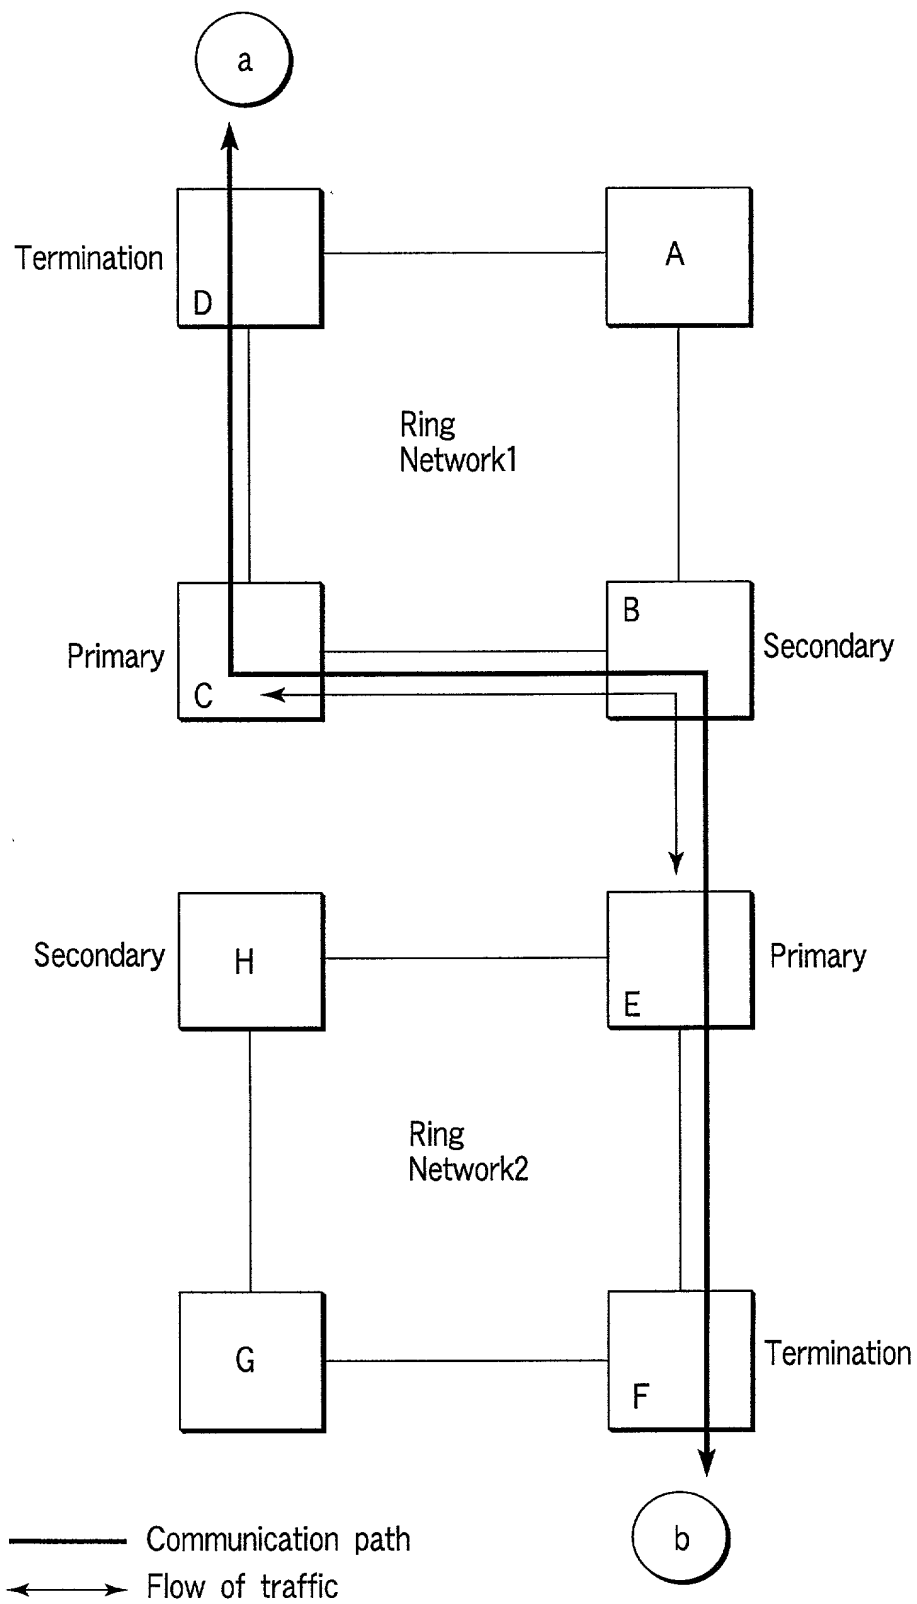 a
Termination
D
A
Ring
Network1
Primary
C
B
Secondary
Secondary
H
Primary
E
Ring
Network2
G
F
Termination
b
Communication path
Flow of traffic